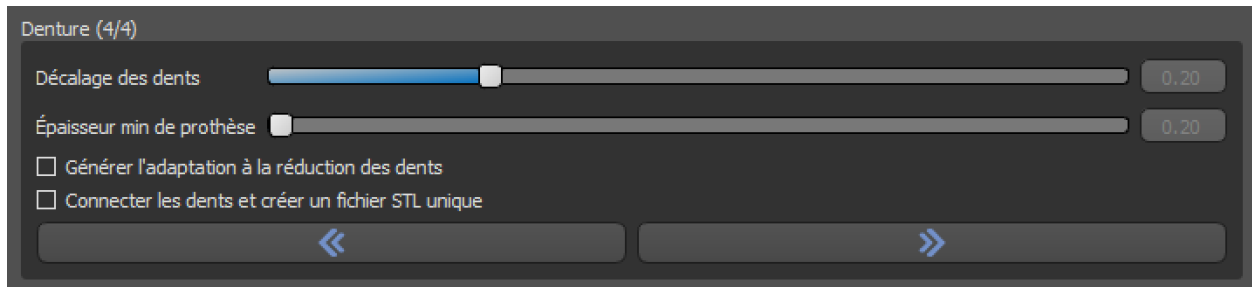 Denture (4/4)
Décalage des dents 0.20
Épaisseur min de prothèse 0.20
Générer l'adaptation à la réduction des dents
Connecter les dents et créer un fichier STL unique